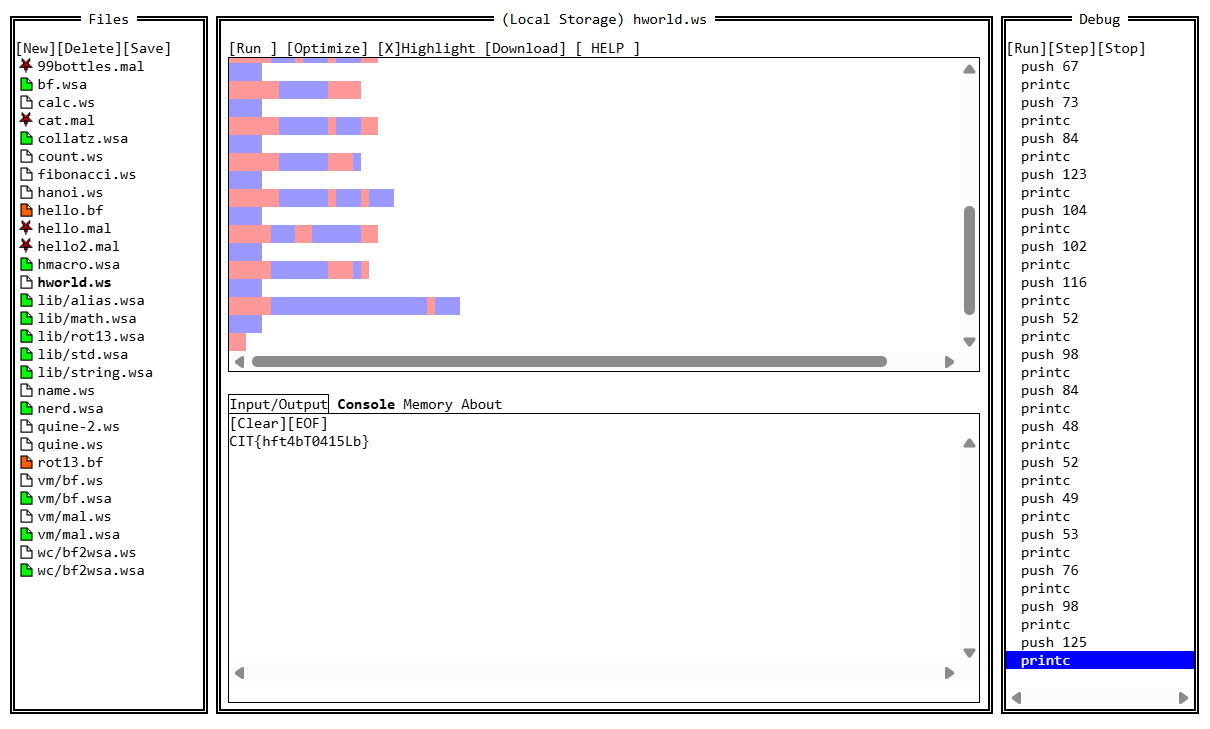 Files
[New][Delete][Save]
99bottles.mal
bf.wsa
calc.ws
cat.mal
collatz.wsa
count.ws
fibonacci.ws
hanoi.ws
hello.bf
hello.mal
hello2.mal
hmacro.wsa
hworld.ws
lib/alias.wsa
lib/math.wsa
lib/rot13.wsa
lib/std.wsa
lib/string.wsa
name.ws
nerd.wsa
quine-2.ws
quine.ws
rot13.bf
vm/bf.ws
vm/bf.wsa
vm/mal.ws
vm/mal.wsa
wc/bf2wsa.ws
wc/bf2wsa.wsa
(Local Storage) hworld.ws
[Run ] [Optimize] [X]Highlight [Download] [ HELP ]
Input/Output Console Memory About
[Clear][EOF]
CIT{hft4bT0415Lb}
Debug
[Run][Step][Stop]
push 67
printc
push 73
printc
push 84
printc
push 123
printc
push 104
printc
push 102
printc
push 116
printc
push 52
printc
push 98
printc
push 84
printc
push 48
printc
push 52
printc
push 49
printc
push 53
printc
push 76
printc
push 98
printc
push 125
printc